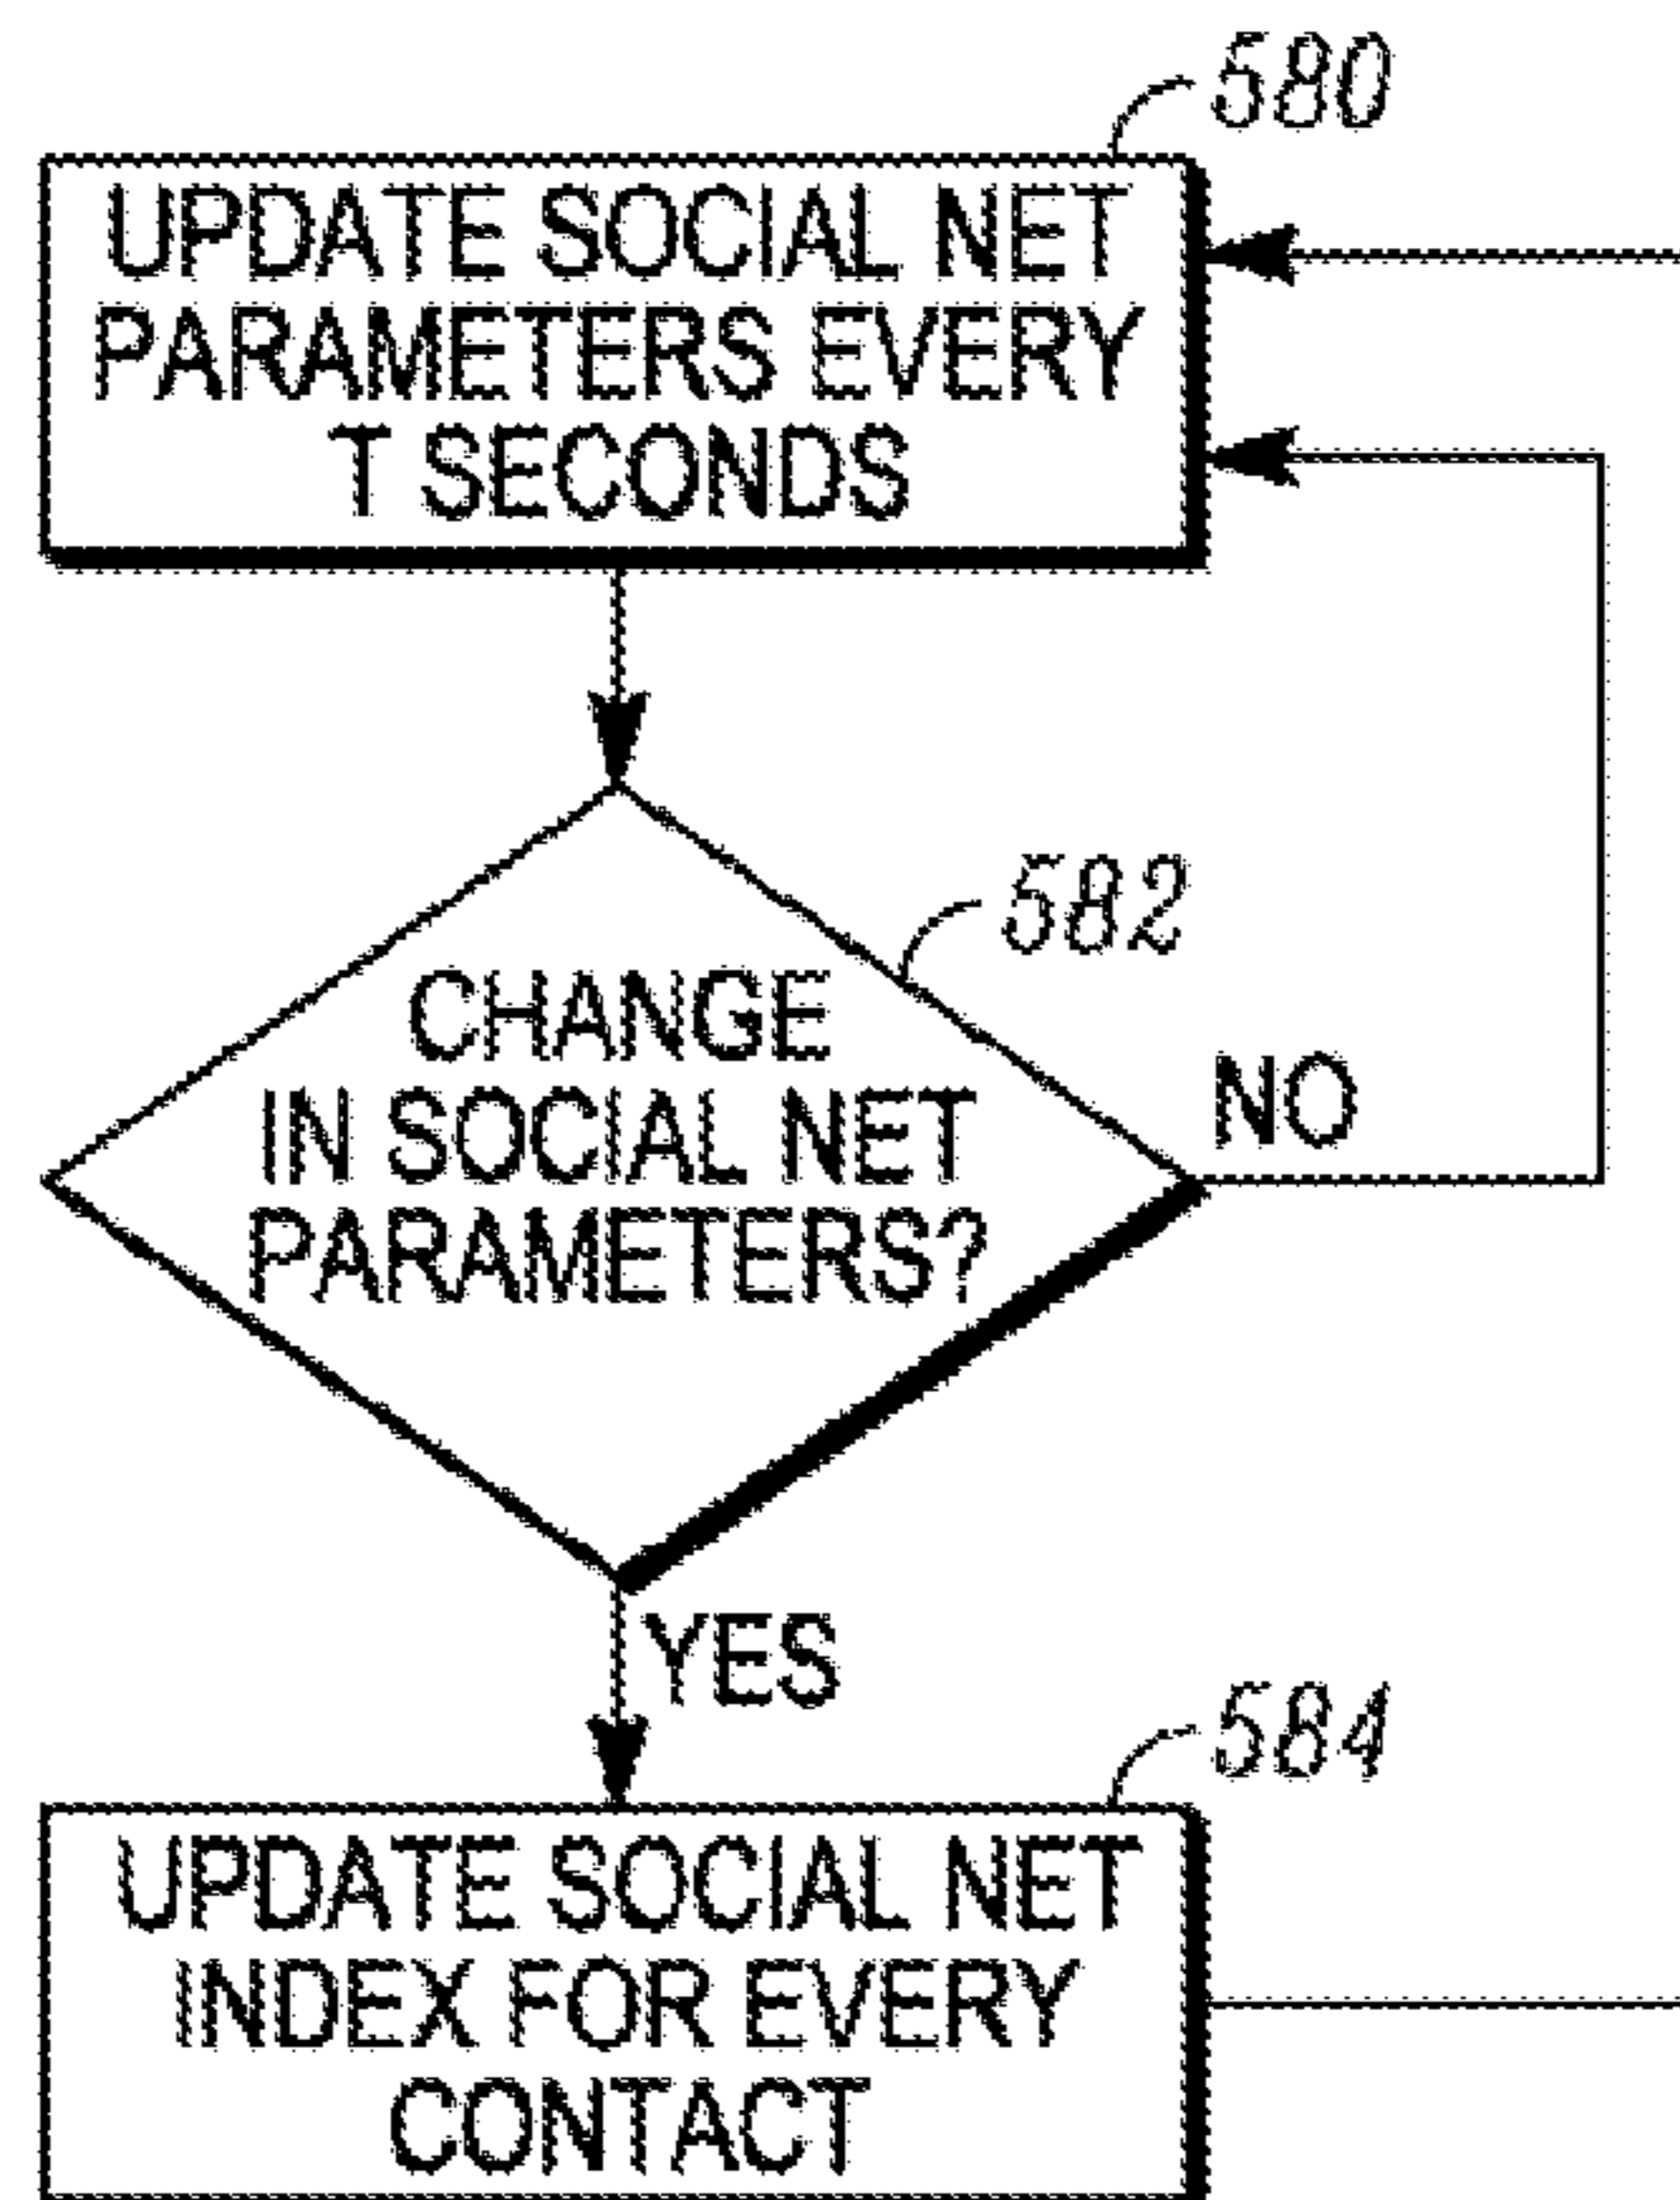 580
UPDATE SOCIAL NET
PARAMETERS EVERY
T SECONDS
582
CHANGE
IN SOCIAL NET
PARAMETERS?
NO
YES
584
UPDATE SOCIAL NET
INDEX FOR EVERY
CONTACT